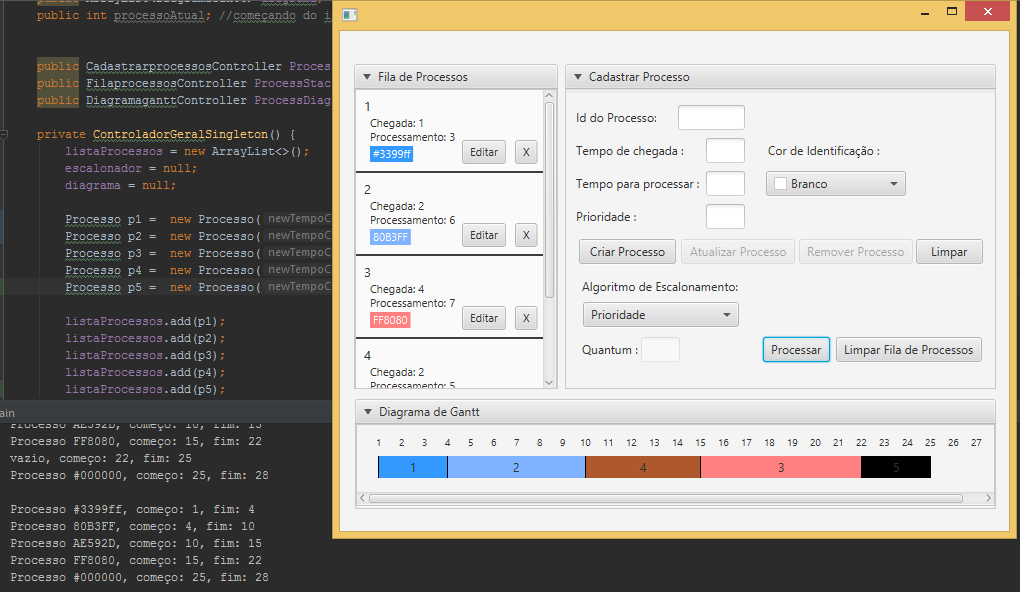 public int processoAtual; //começando do i
public CadastrarprocessosController Proces
public FilaprocessosController ProcessStac
public DiagramaganttController ProcessDiag
private ControladorGeralSingleton() {
listaProcessos = new ArrayList<>();
escalonador = null;
diagrama = null;
Processo p1 = new Processo( newTempoC
Processo p2 = new Processo( newTempoC
Processo p3 = new Processo( newTempoC
Processo p4 = new Processo( newTempoC
Processo p5 = new Processo( newTempoC
listaProcessos.add(p1);
listaProcessos.add(p2);
listaProcessos.add(p3);
listaProcessos.add(p4);
listaProcessos.add(p5);
ain
Processo AE592D, começo: 10, fim: 15
Processo FF8080, começo: 15, fim: 22
vazio, começo: 22, fim: 25
Processo #000000, começo: 25, fim: 28
Processo #3399ff, começo: 1, fim: 4
Processo 80B3FF, começo: 4, fim: 10
Processo AE592D, começo: 10, fim: 15
Processo FF8080, começo: 15, fim: 22
Processo #000000, começo: 25, fim: 28
Fila de Processos
1
Chegada: 1
Processamento: 3
#3399ff Editar X
2
Chegada: 2
Processamento: 6
80B3FF Editar X
3
Chegada: 4
Processamento: 7
FF8080 Editar X
4
Chegada: 2
Processamento: 5
Cadastrar Processo
Id do Processo:
Tempo de chegada : Cor de Identificação :
Tempo para processar : Branco
Prioridade :
Criar Processo Atualizar Processo Remover Processo Limpar
Algoritmo de Escalonamento:
Prioridade
Quantum : Processar Limpar Fila de Processos
Diagrama de Gantt
1 2 3 4 5 6 7 8 9 10 11 12 13 14 15 16 17 18 19 20 21 22 23 24 25 26 27
1 2 4 3 5